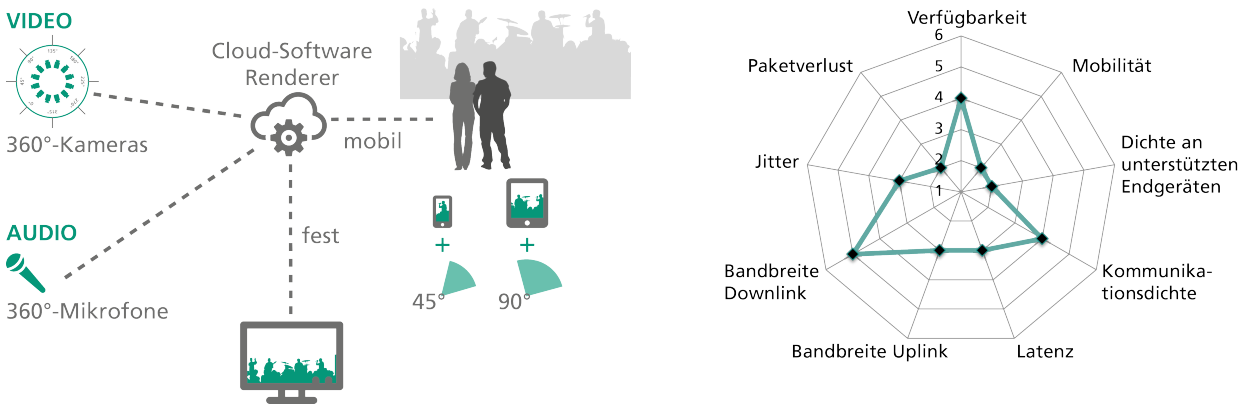 VIDEO
360°-Kameras
AUDIO
360°-Mikrofone
Cloud-Software
Renderer
mobil
fest
+
+
45°
90°
Verfügbarkeit
6
5
4
3
2
1
Mobilität
Dichte an
unterstützten
Endgeräten
Kommunika-
tionsdichte
Latenz
Bandbreite Uplink
Bandbreite
Downlink
Jitter
Paketverlust